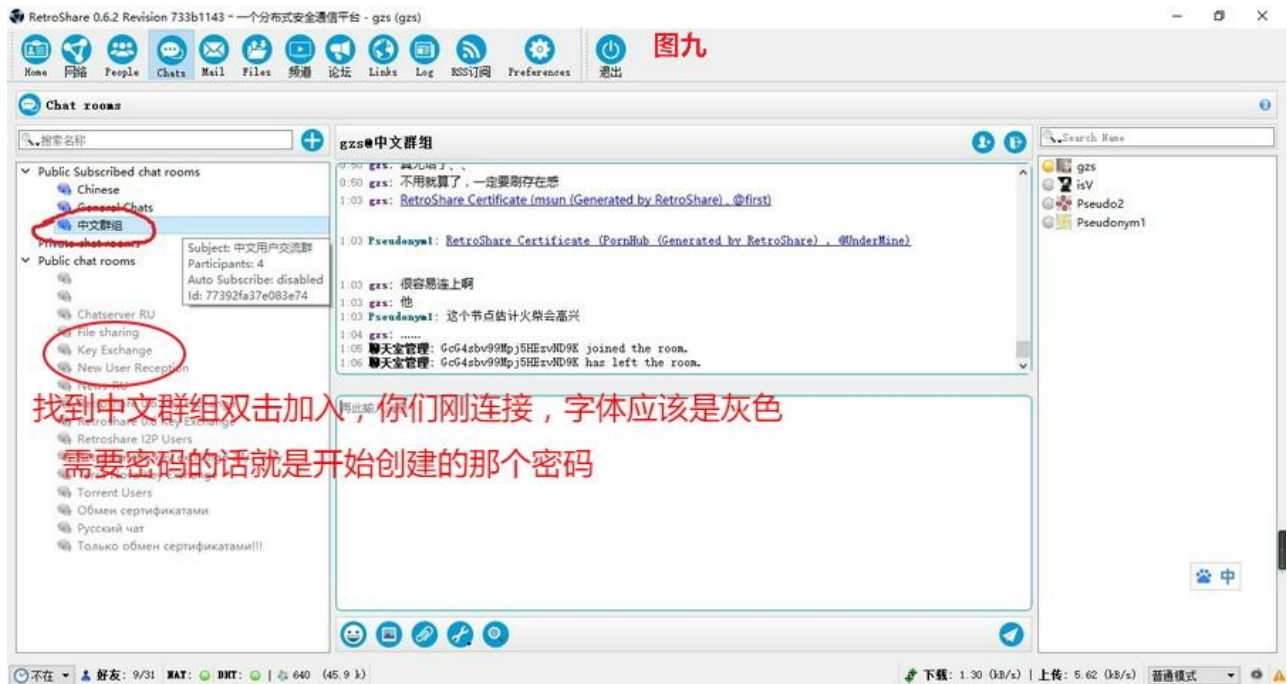 RetroShare 0.6.2 Revision 733b1143 - 一个分布式安全通信平台 - gzs (gzs)
Home 网络 People Chats Mail Files 频道 论坛 Links Log RSS订阅 Preferences 退出
图九
Chat rooms
搜索名称
gzs@中文群组
Search Name
Public Subscribed chat rooms
Chinese
General Chats
中文群组
Private chat rooms
Public chat rooms
Chatserver RU
File sharing
Key Exchange
New User Reception
News RU
Retroshare I2P Users
Torrent Users
Обмен сертификатами
Русский чат
Только обмен сертификатами!!!
Subject: 中文用户交流群
Participants: 4
Auto Subscribe: disabled
Id: 77392fa37e083e74
0:50 gzs:
0:50 gzs: 不用就算了，一定要刷存在感
1:03 gzs: RetroShare Certificate (msun (Generated by RetroShare) , @first)
1:03 Pseudonym1: RetroShare Certificate (PornHub (Generated by RetroShare) , @UnderMine)
1:03 gzs: 很容易连上啊
1:03 gzs: 他
1:03 Pseudonym1: 这个节点估计火柴会高兴
1:04 gzs: ......
1:05 聊天室管理: GcG4sbv99Mpj5HEzvND9K joined the room.
1:06 聊天室管理: GcG4sbv99Mpj5HEzvND9K has left the room.
gzs
isV
Pseudo2
Pseudonym1
找到中文群组双击加入，你们刚连接，字体应该是灰色
需要密码的话就是开始创建的那个密码
中
不在 好友: 9/31 NAT: DHT: 640 (45.9 k)
下载: 1.30 (kB/s) | 上传: 5.62 (kB/s) 普通模式